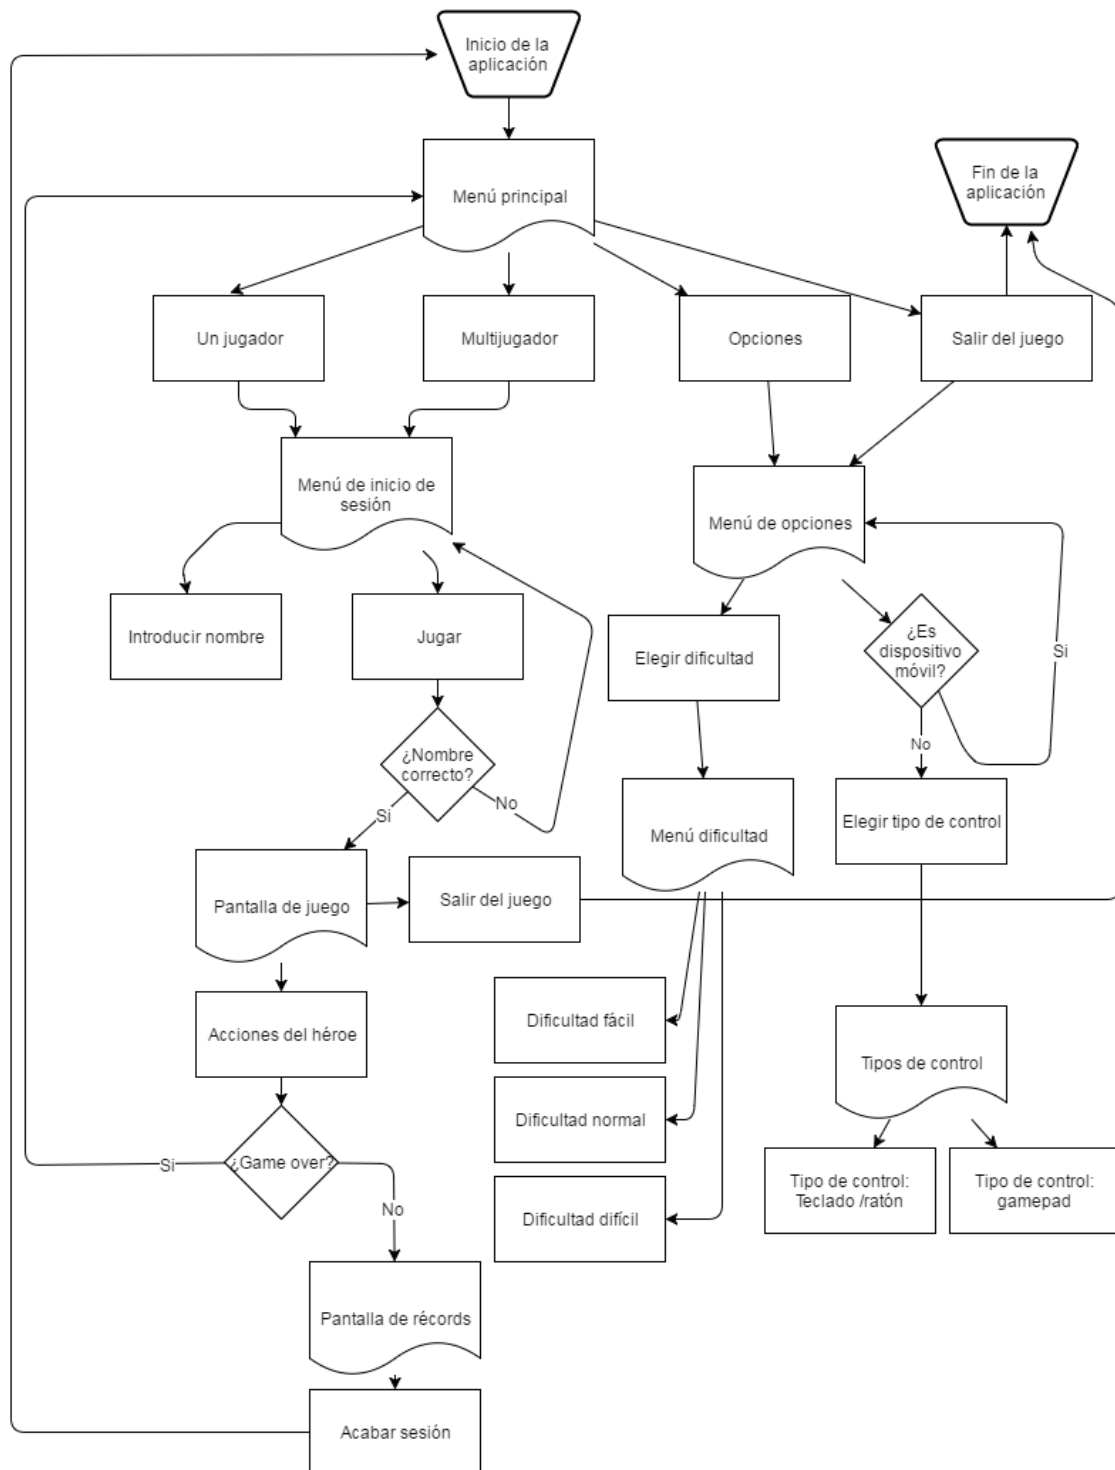 Inicio de la
aplicación
Menú principal
Fin de la
aplicación
Un jugador
Multijugador
Opciones
Salir del juego
Menú de inicio de
sesión
Menú de opciones
Introducir nombre
Jugar
Elegir dificultad
¿Es
dispositivo
móvil?
Si
No
¿Nombre
correcto?
Si
No
Menú dificultad
Elegir tipo de control
Pantalla de juego
Salir del juego
Acciones del héroe
Dificultad fácil
Tipos de control
Dificultad normal
¿Game over?
Si
No
Tipo de control:
Teclado /ratón
Tipo de control:
gamepad
Dificultad difícil
Pantalla de récords
Acabar sesión